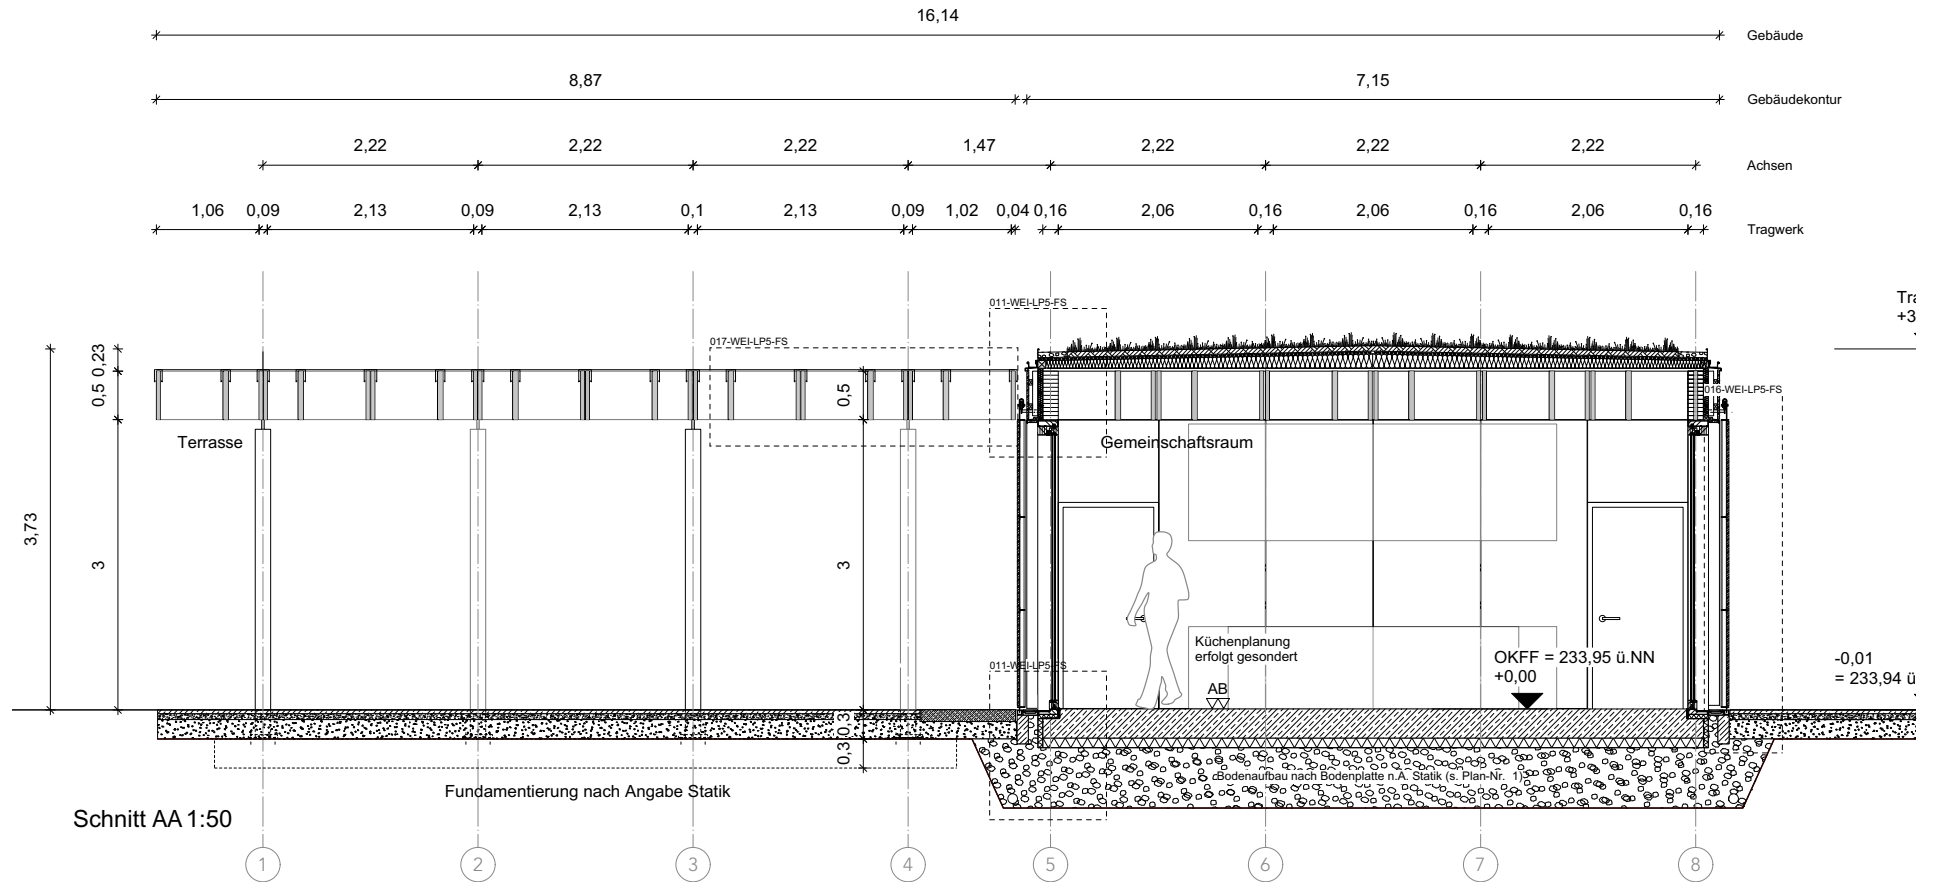 16,14
Gebäude
8,87
7,15
Gebäudekontur
2,22
2,22
2,22
1,47
2,22
2,22
2,22
Achsen
1,06
0,09
2,13
0,09
2,13
0,1
2,13
0,09
1,02
0,04
0,16
2,06
0,16
2,06
0,16
2,06
0,16
Tragwerk
011-WEI-LP5-FS
017-WEI-LP5-FS
016-WEI-LP5-FS
Tra
+3
0,23
0,5
3
3,73
0,5
3
0,3
0,3
Terrasse
Gemeinschaftsraum
Küchenplanung
erfolgt gesondert
AB
OKFF = 233,95 ü.NN
+0,00
-0,01
= 233,94 ü
011-WEI-LP5-FS
Bodenaufbau nach Bodenplatte n.A. Statik (s. Plan-Nr. 1)
Fundamentierung nach Angabe Statik
Schnitt AA 1:50
1
2
3
4
5
6
7
8